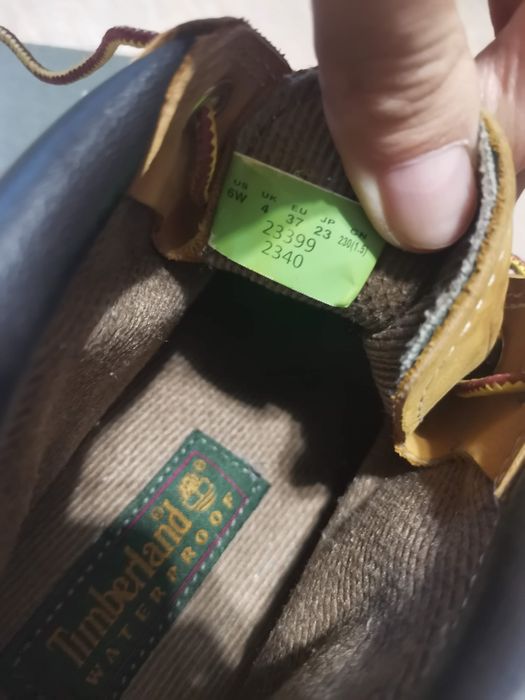 US UK EU JP CN
6W 4 37 23 230(1.5)
23399
2340
Timberland
WATERPROOF